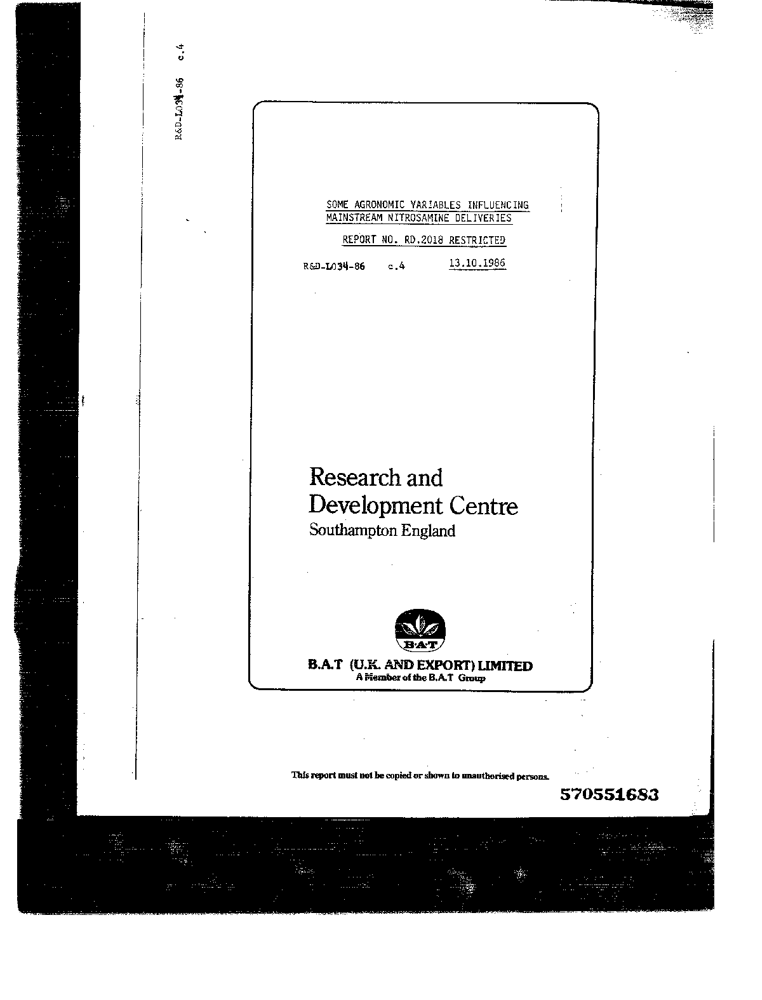 R&D-L034-86 c.4
SOME AGRONOMIC VARIABLES INFLUENCING
MAINSTREAM NITROSAMINE DELIVERIES
REPORT NO. RD.2018 RESTRICTED
R&D-L034-86 c.4 13.10.1986
Research and
Development Centre
Southampton England
B·A·T
B.A.T (U.K. AND EXPORT) LIMITED
A Member of the B.A.T Group
This report must not be copied or shown to unauthorised persons.
570551683